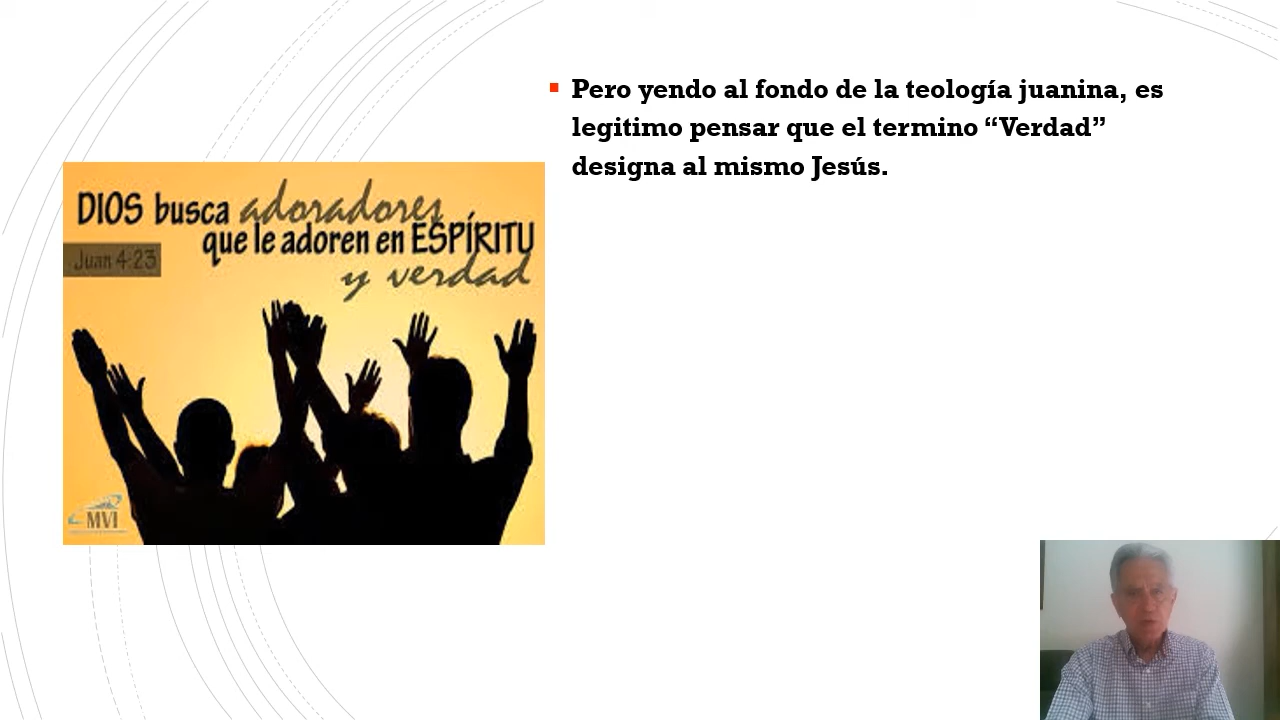 Pero yendo al fondo de la teología juanina, es
legitimo pensar que el termino “Verdad”
designa al mismo Jesús.
DIOS busca adoradores
que le adoren en ESPÍRITU
y verdad
Juan 4:23
MVI